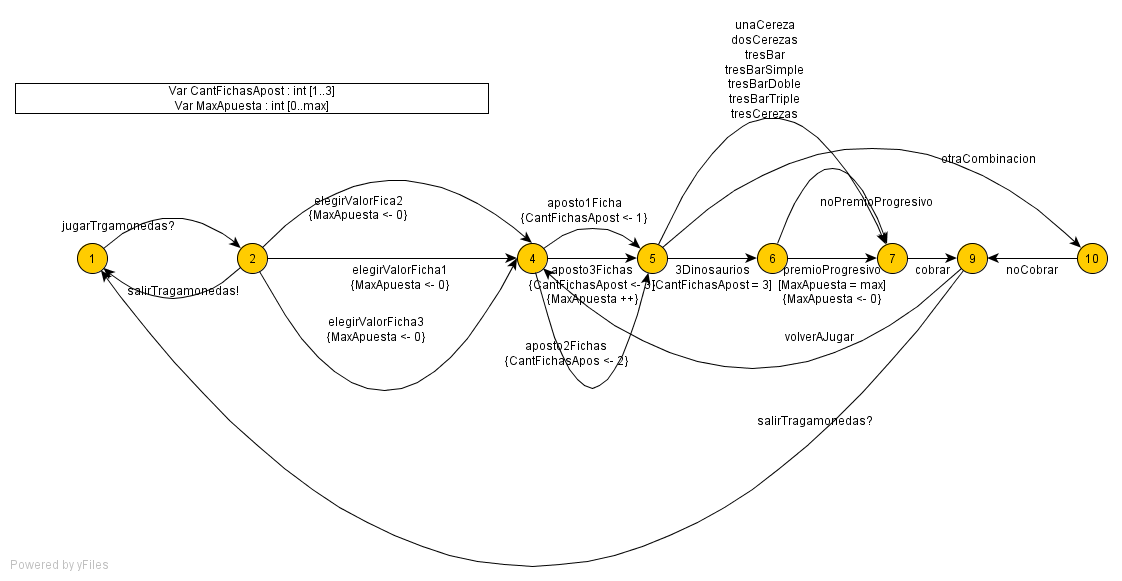 unaCereza
dosCerezas
tresBar
tresBarSimple
tresBarDoble
tresBarTriple
tresCerezas
Var CantFichasApost : int [1..3]
Var MaxApuesta : int [0..max]
otraCombinacion
elegirValorFica2
{MaxApuesta <- 0}
aposto1Ficha
{CantFichasApost <- 1}
noPremioProgresivo
jugarTrgamonedas?
1
2
4
5
6
7
9
10
elegirValorFicha1
{MaxApuesta <- 0}
aposto3Fichas
{CantFichasApost <- 3}
{MaxApuesta ++}
3Dinosaurios
[CantFichasApost = 3]
premioProgresivo
[MaxApuesta = max]
{MaxApuesta <- 0}
cobrar
noCobrar
salirTragamonedas!
elegirValorFicha3
{MaxApuesta <- 0}
aposto2Fichas
{CantFichasApos <- 2}
volverAJugar
salirTragamonedas?
Powered by yFiles